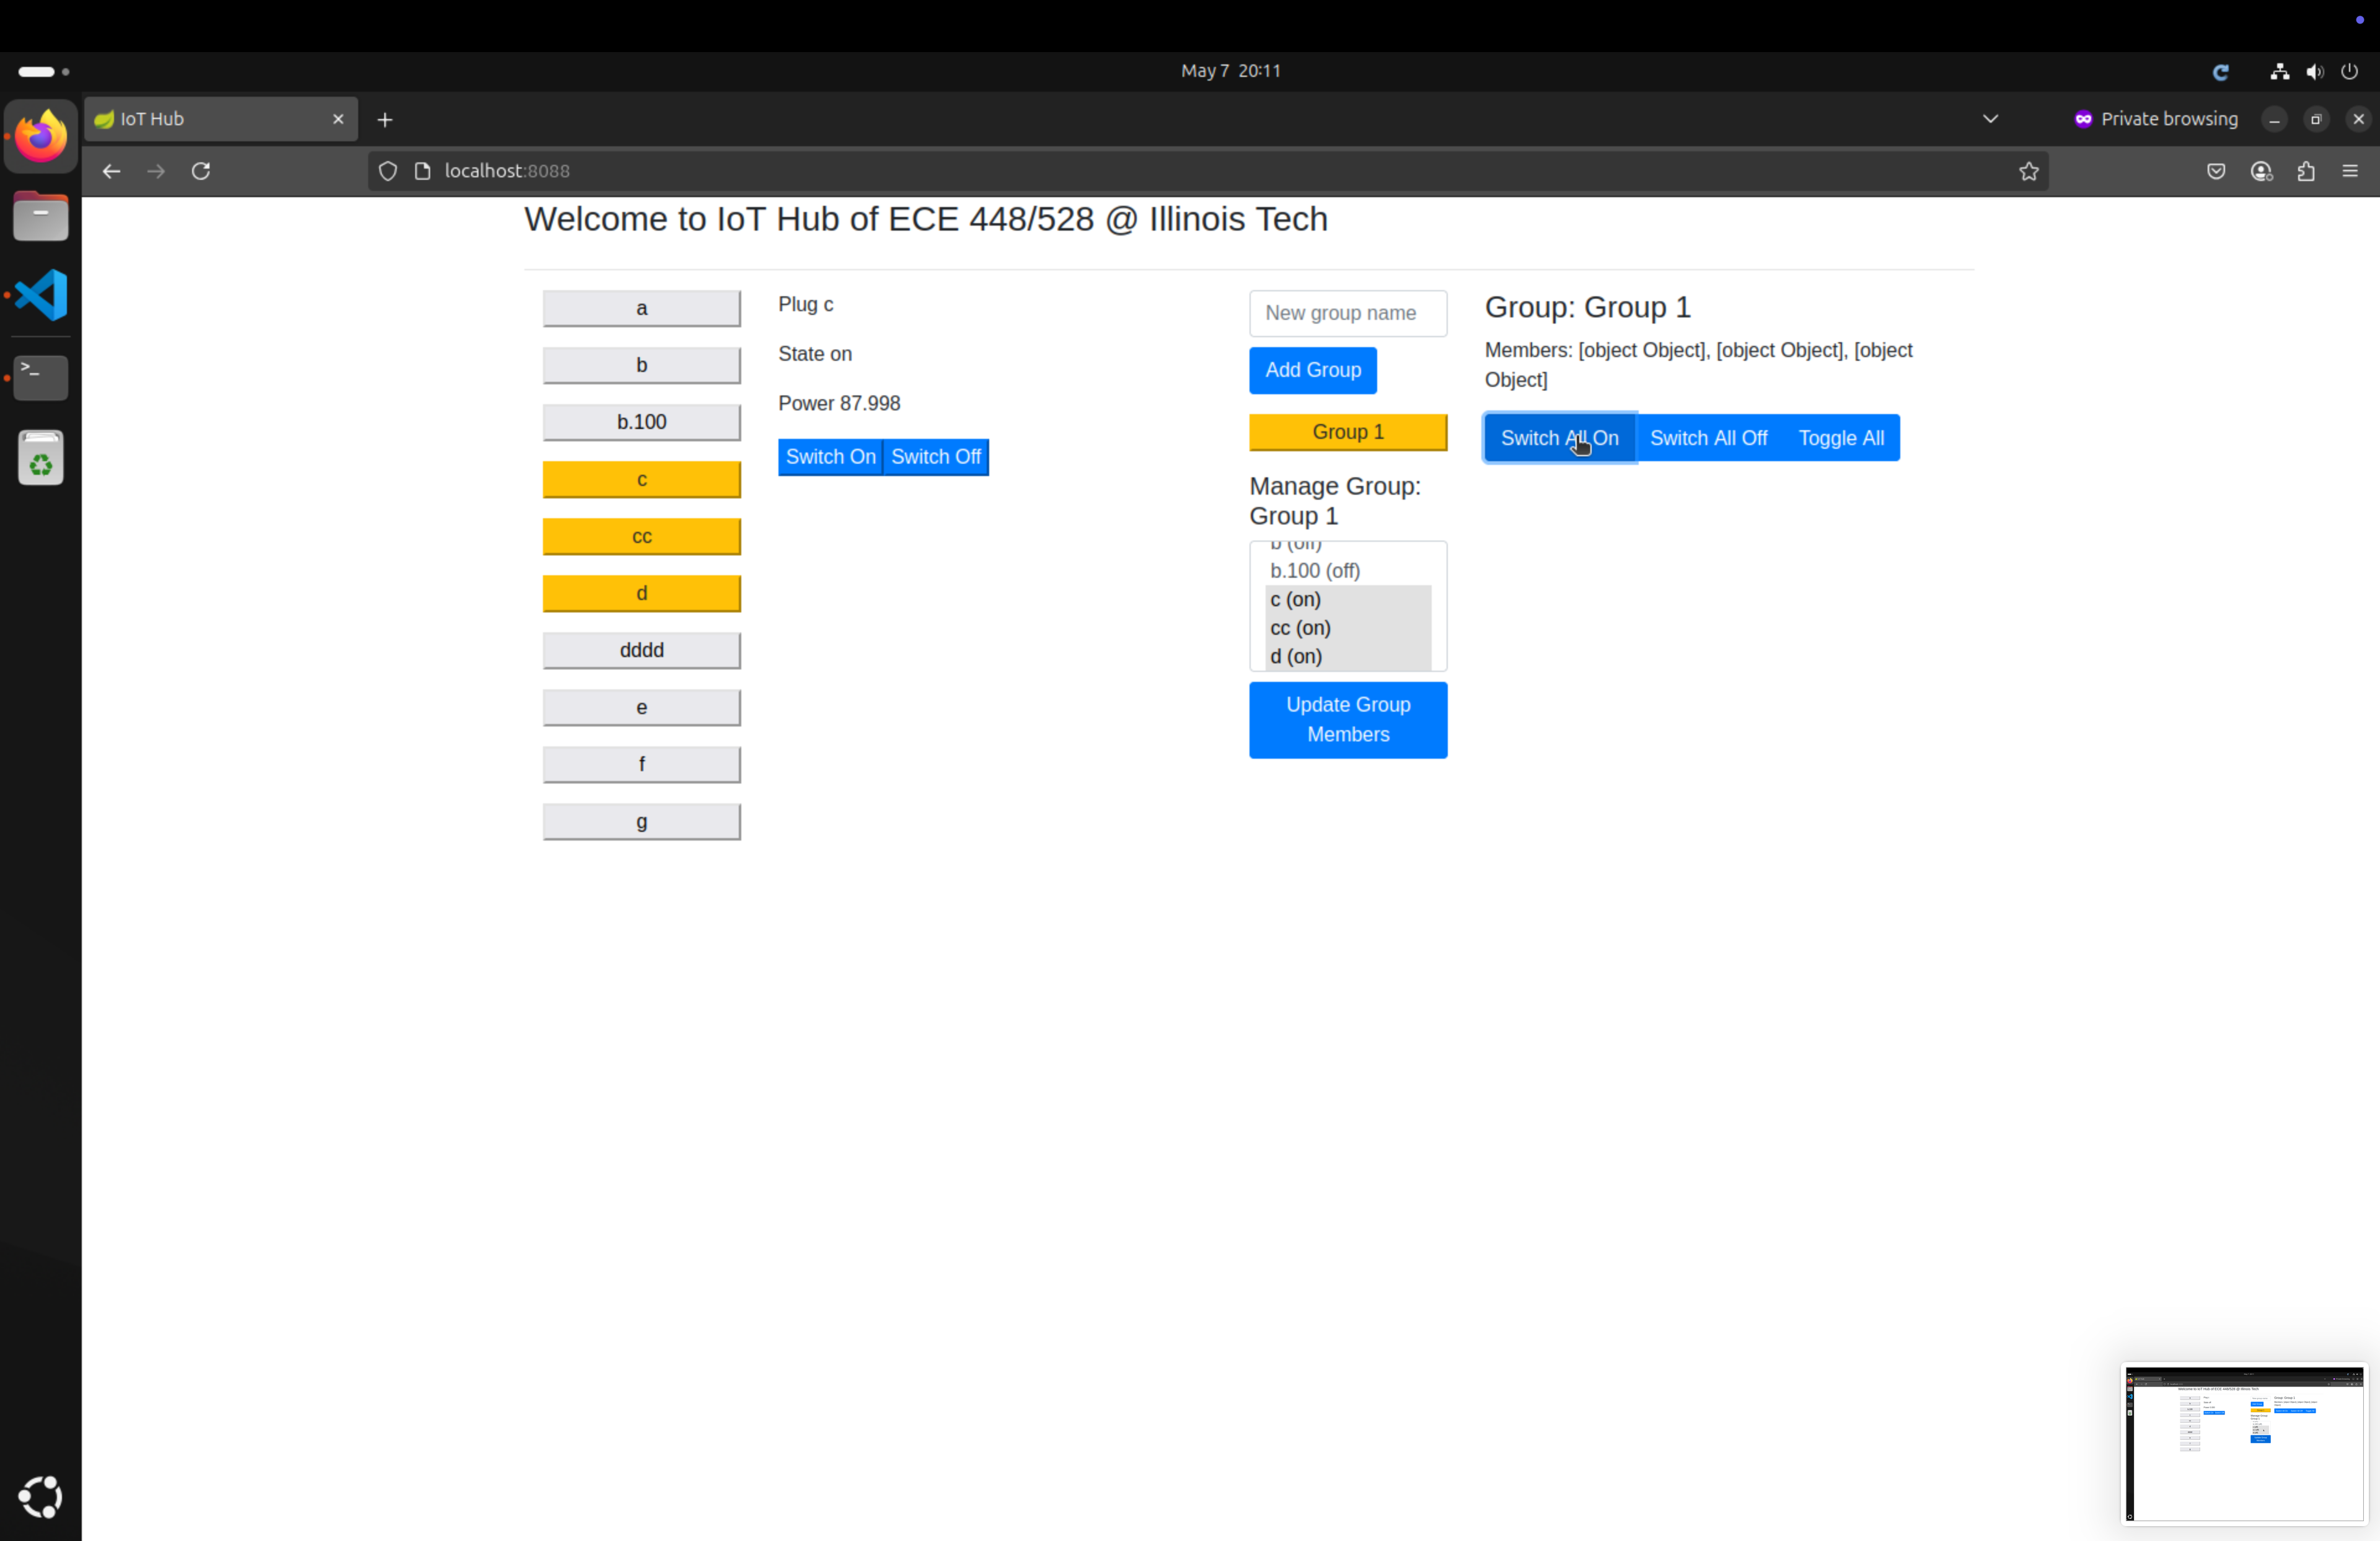 May 7 20:11
IoT Hub
Private browsing
localhost:8088
Welcome to IoT Hub of ECE 448/528 @ Illinois Tech
a
b
b.100
c
cc
d
dddd
e
f
g
Plug c
State on
Power 87.998
Switch On
Switch Off
New group name
Add Group
Group 1
Manage Group:
Group 1
b (off)
b.100 (off)
c (on)
cc (on)
d (on)
Update Group
Members
Group: Group 1
Members: [object Object], [object Object], [object
Object]
Switch All On
Switch All Off
Toggle All